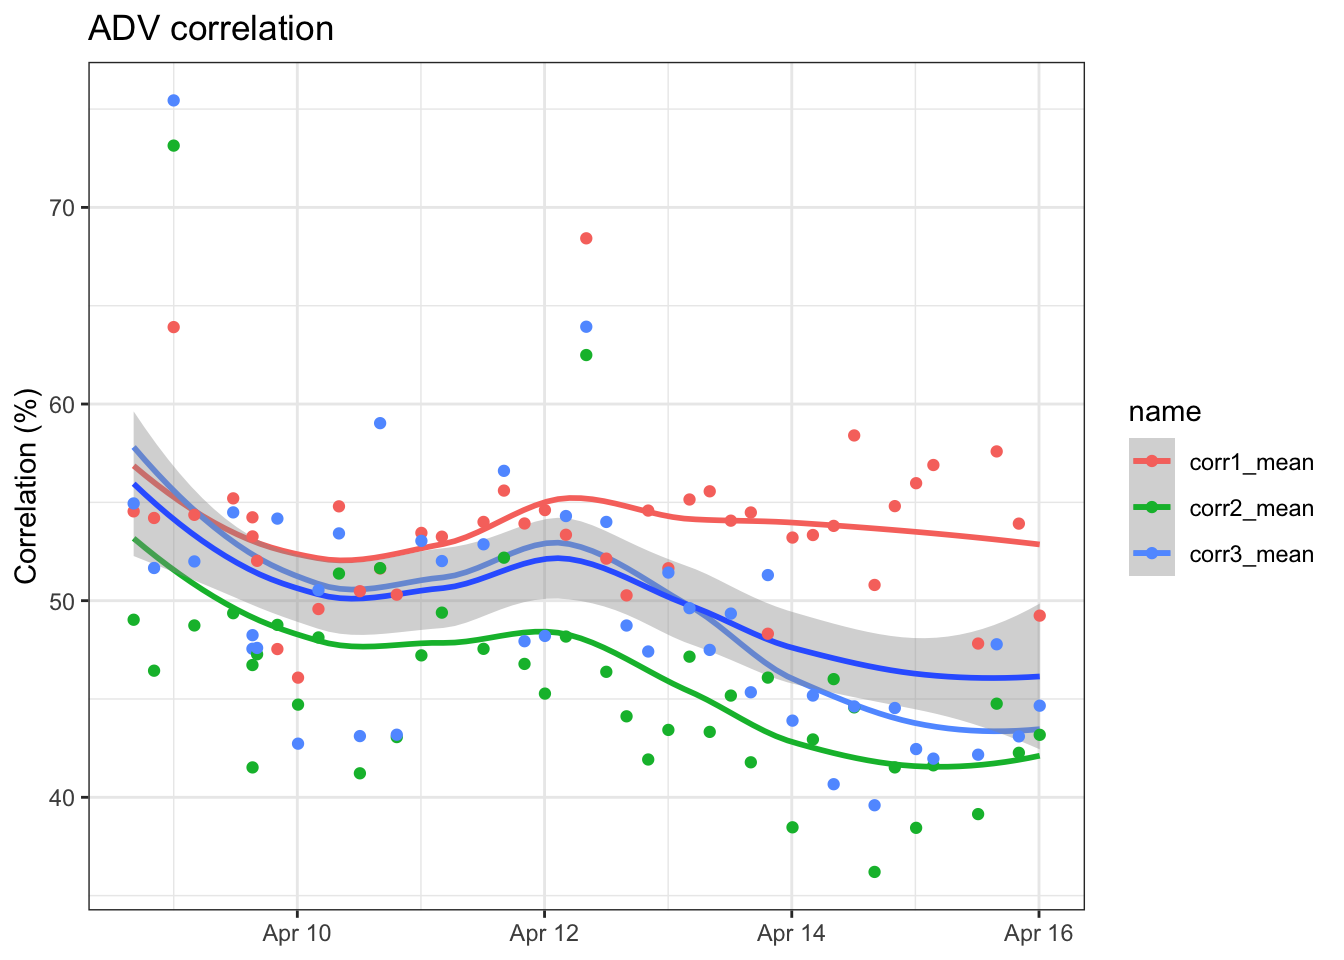 ADV correlation
Correlation (%)
70
60
50
40
Apr 10
Apr 12
Apr 14
Apr 16
name
corr1_mean
corr2_mean
corr3_mean